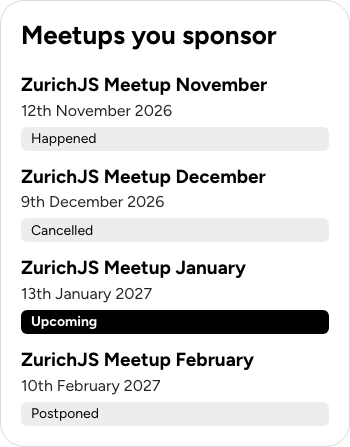 Meetups you sponsor
ZurichJS Meetup November
12th November 2026
Happened
ZurichJS Meetup December
9th December 2026
Cancelled
ZurichJS Meetup January
13th January 2027
Upcoming
ZurichJS Meetup February
10th February 2027
Postponed